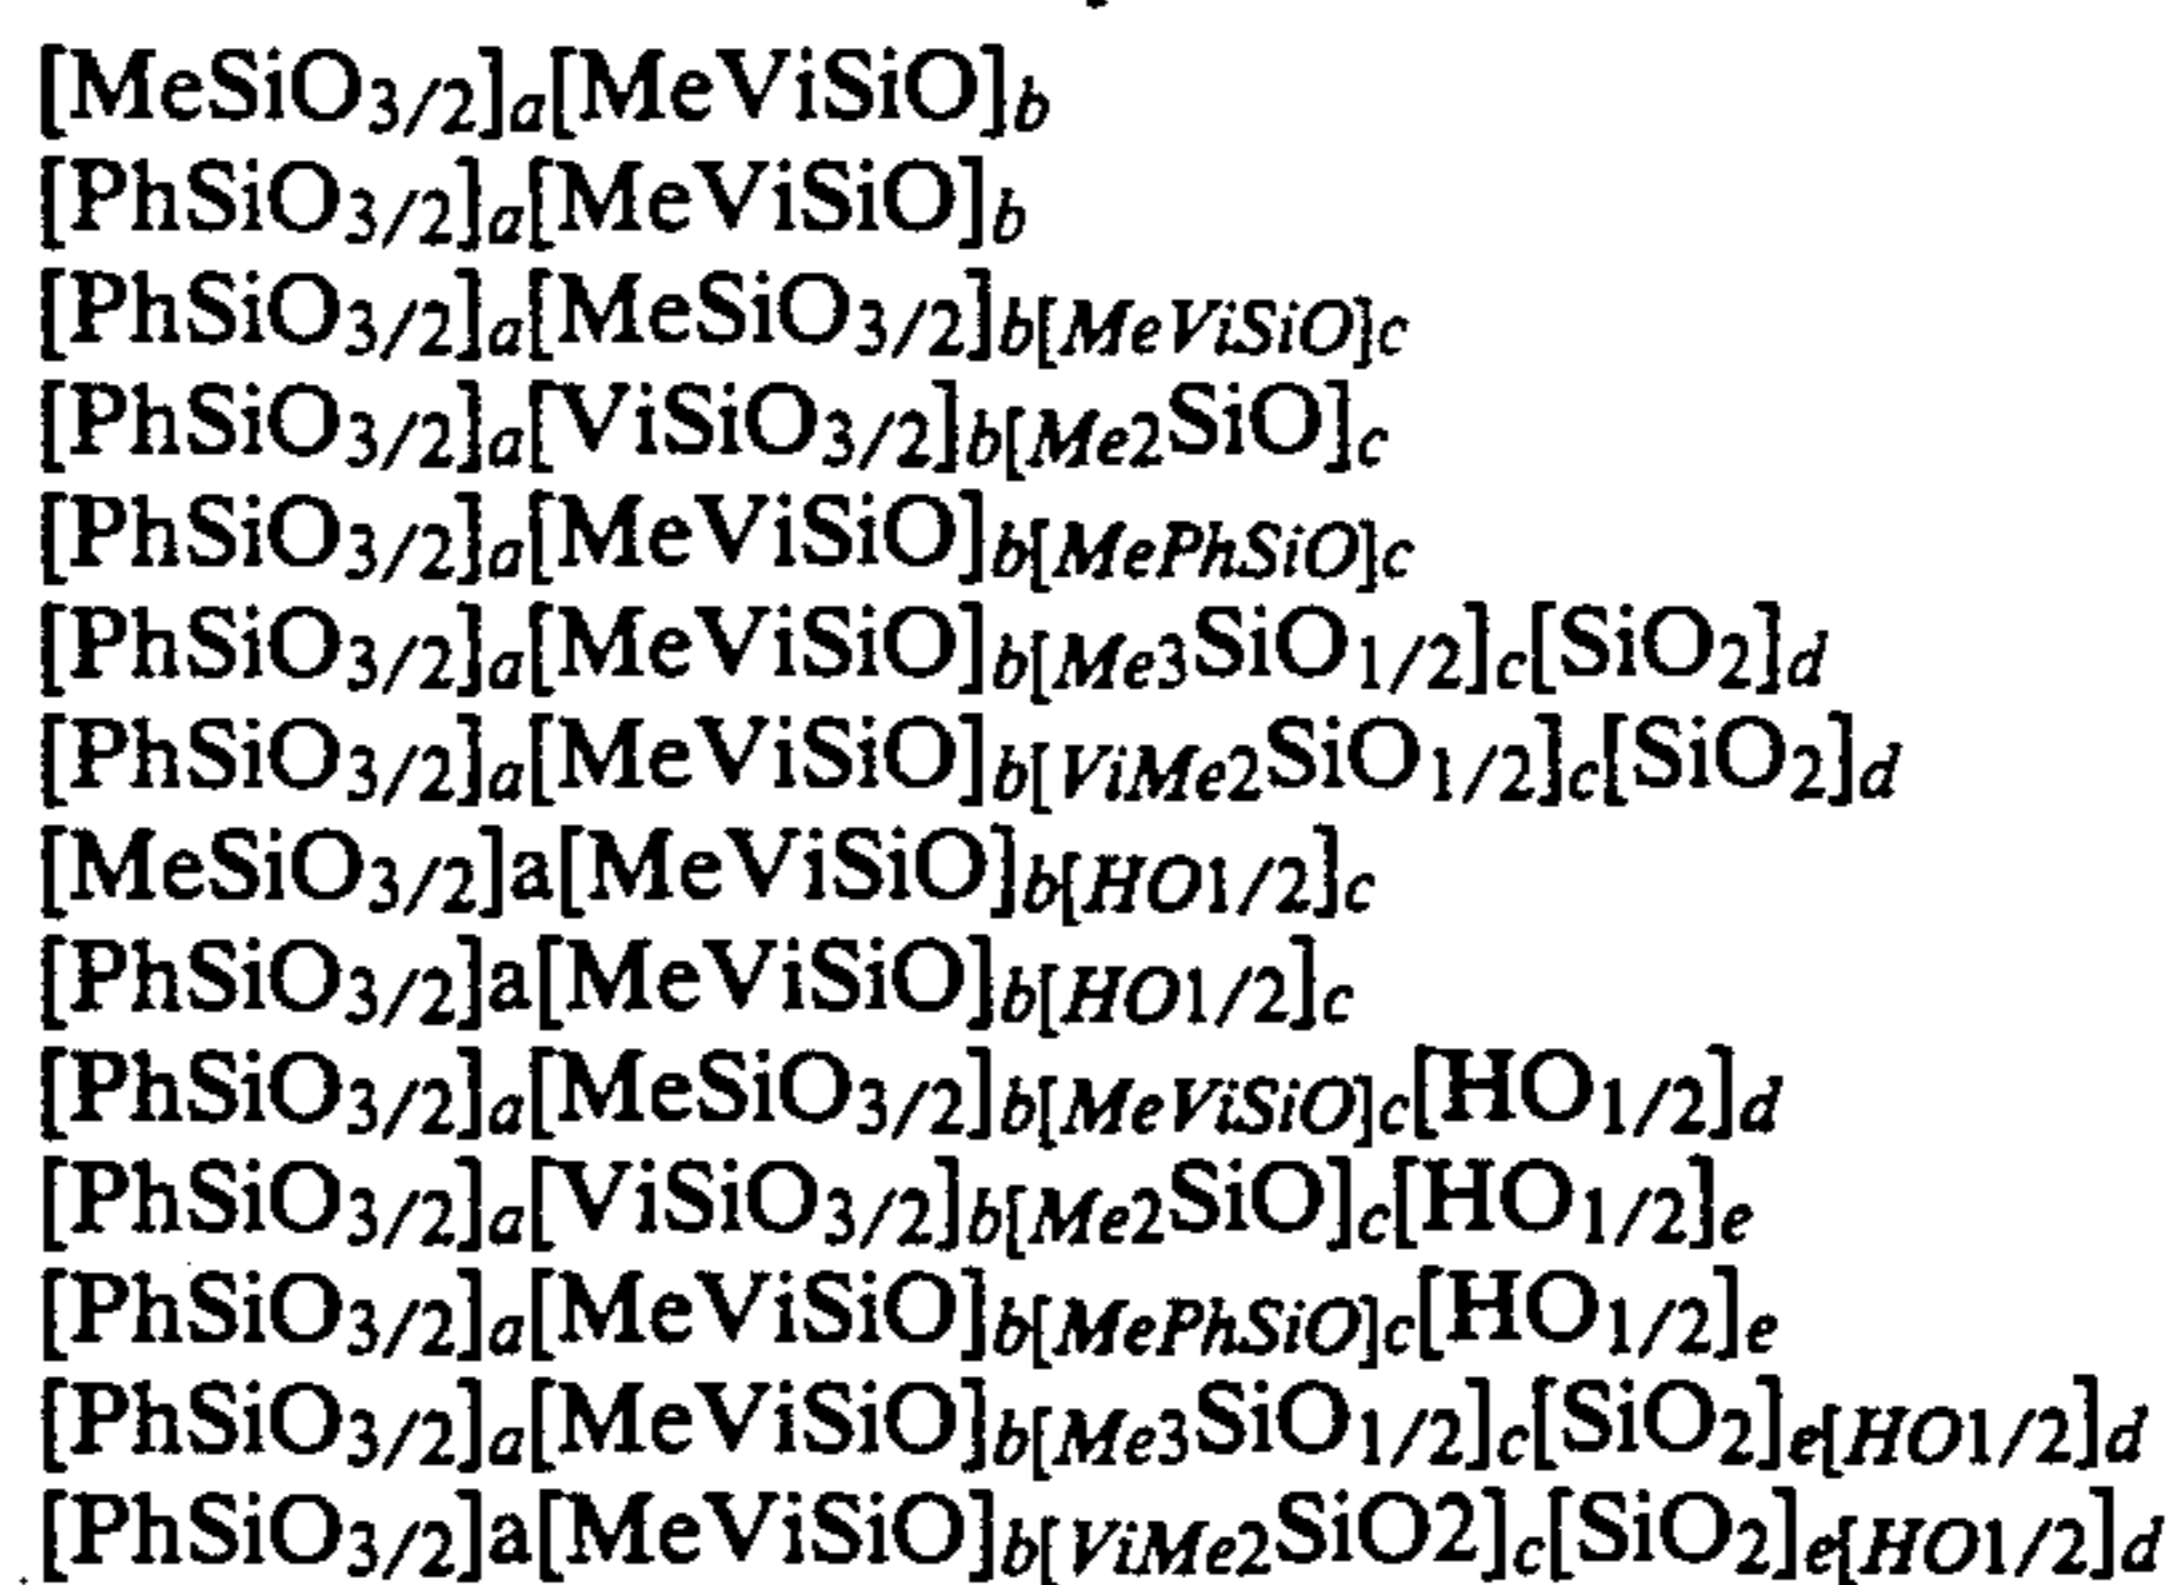 [MeSiO3/2]a[MeViSiO]b
[PhSiO3/2]a[MeViSiO]b
[PhSiO3/2]a[MeSiO3/2]b[MeViSiO]c
[PhSiO3/2]a[ViSiO3/2]b[Me2SiO]c
[PhSiO3/2]a[MeViSiO]b[MePhSiO]c
[PhSiO3/2]a[MeViSiO]b[Me3SiO1/2]c[SiO2]d
[PhSiO3/2]a[MeViSiO]b[ViMe2SiO1/2]c[SiO2]d
[MeSiO3/2]a[MeViSiO]b[HO1/2]c
[PhSiO3/2]a[MeViSiO]b[HO1/2]c
[PhSiO3/2]a[MeSiO3/2]b[MeViSiO]c[HO1/2]d
[PhSiO3/2]a[ViSiO3/2]b[Me2SiO]c[HO1/2]e
[PhSiO3/2]a[MeViSiO]b[MePhSiO]c[HO1/2]e
[PhSiO3/2]a[MeViSiO]b[Me3SiO1/2]c[SiO2]e[HO1/2]d
[PhSiO3/2]a[MeViSiO]b[ViMe2SiO2]c[SiO2]e[HO1/2]d